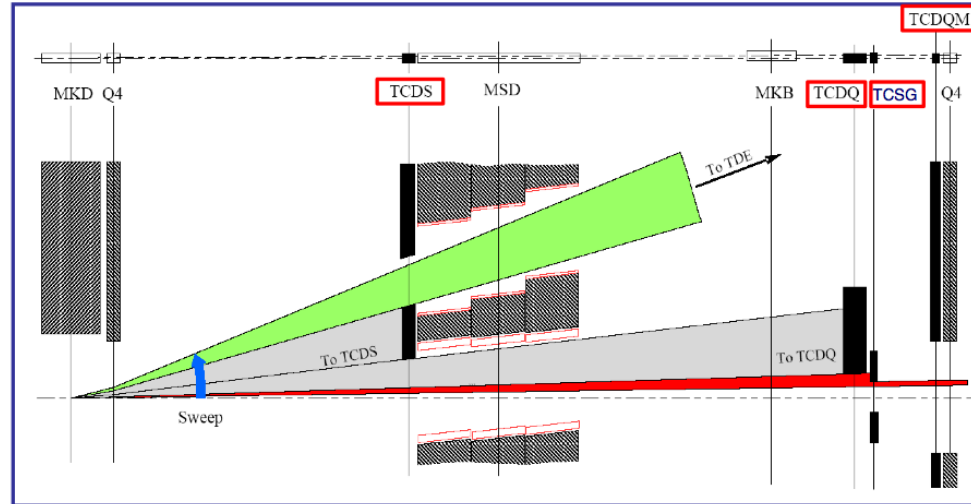 TCDQM
MKD Q4 TCDS MSD MKB TCDQ TCSG Q4
To TDE
To TCDS
To TCDQ
Sweep